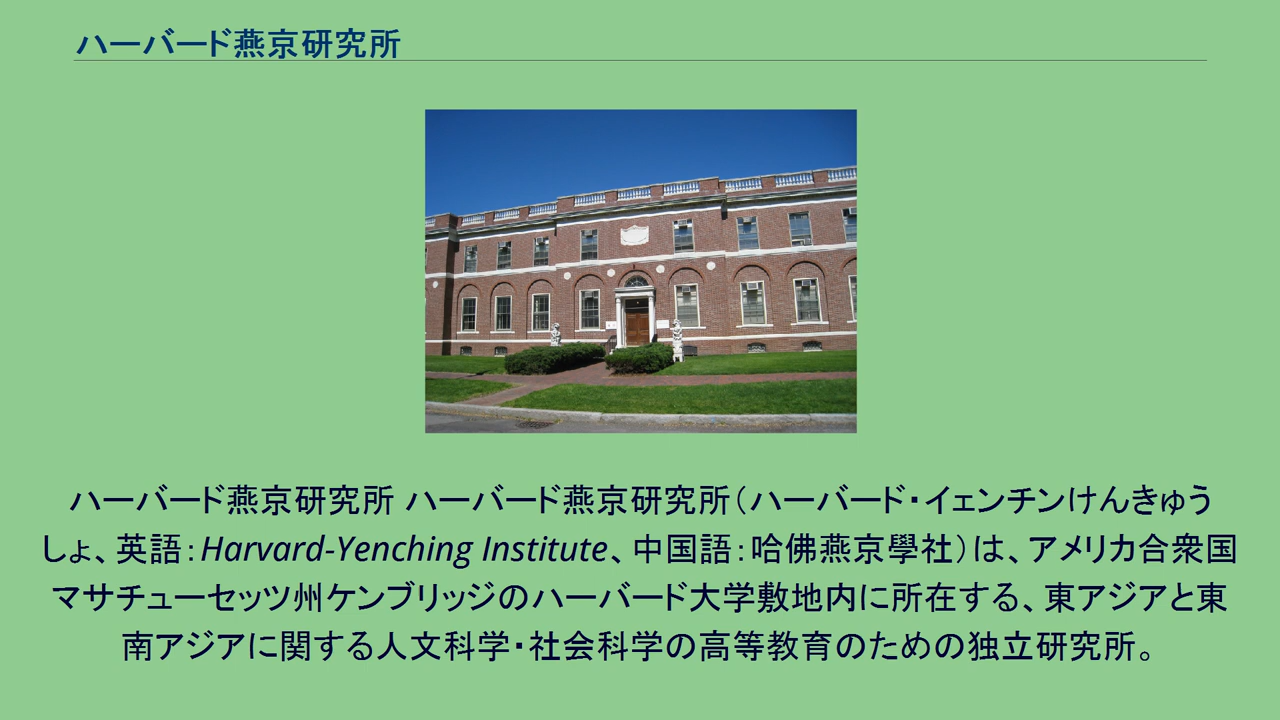 ハーバード燕京研究所
ハーバード燕京研究所 ハーバード燕京研究所（ハーバード・イェンチンけんきゅう
しょ、英語：Harvard-Yenching Institute、中国語：哈佛燕京學社）は、アメリカ合衆国
マサチューセッツ州ケンブリッジのハーバード大学敷地内に所在する、東アジアと東
南アジアに関する人文科学・社会科学の高等教育のための独立研究所。